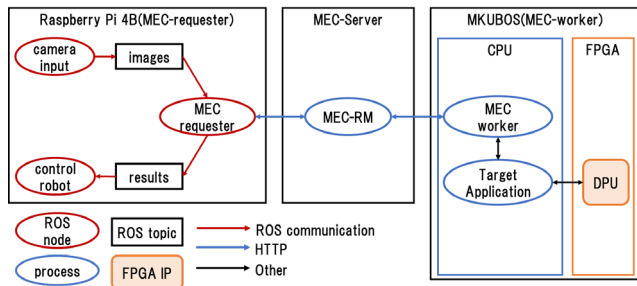 Raspberry Pi 4B(MEC-requester)
camera
input
images
MEC
requester
control
robot
results
MEC-Server
MEC-RM
MKUBOS(MEC-worker)
CPU
FPGA
MEC
worker
Target
Application
DPU
ROS
node
ROS topic
ROS communication
HTTP
process
FPGA IP
Other